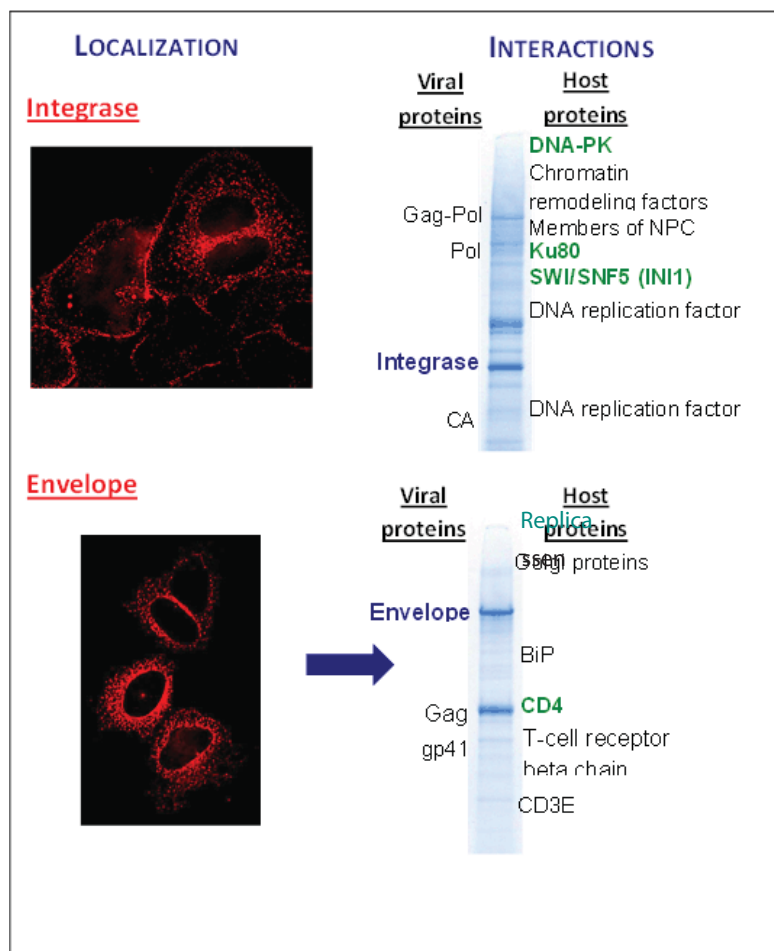 LOCALIZATION
INTERACTIONS
Integrase
Viral
proteins
Host
proteins
DNA-PK
Chromatin
remodeling factors
Gag-Pol
Members of NPC
Pol
Ku80
SWI/SNF5 (INI1)
DNA replication factor
Integrase
DNA replication factor
CA
Envelope
Viral
proteins
Host
proteins
Replica
ssen
Golgi proteins
Envelope
BiP
CD4
Gag
T-cell receptor
beta chain
gp41
CD3E